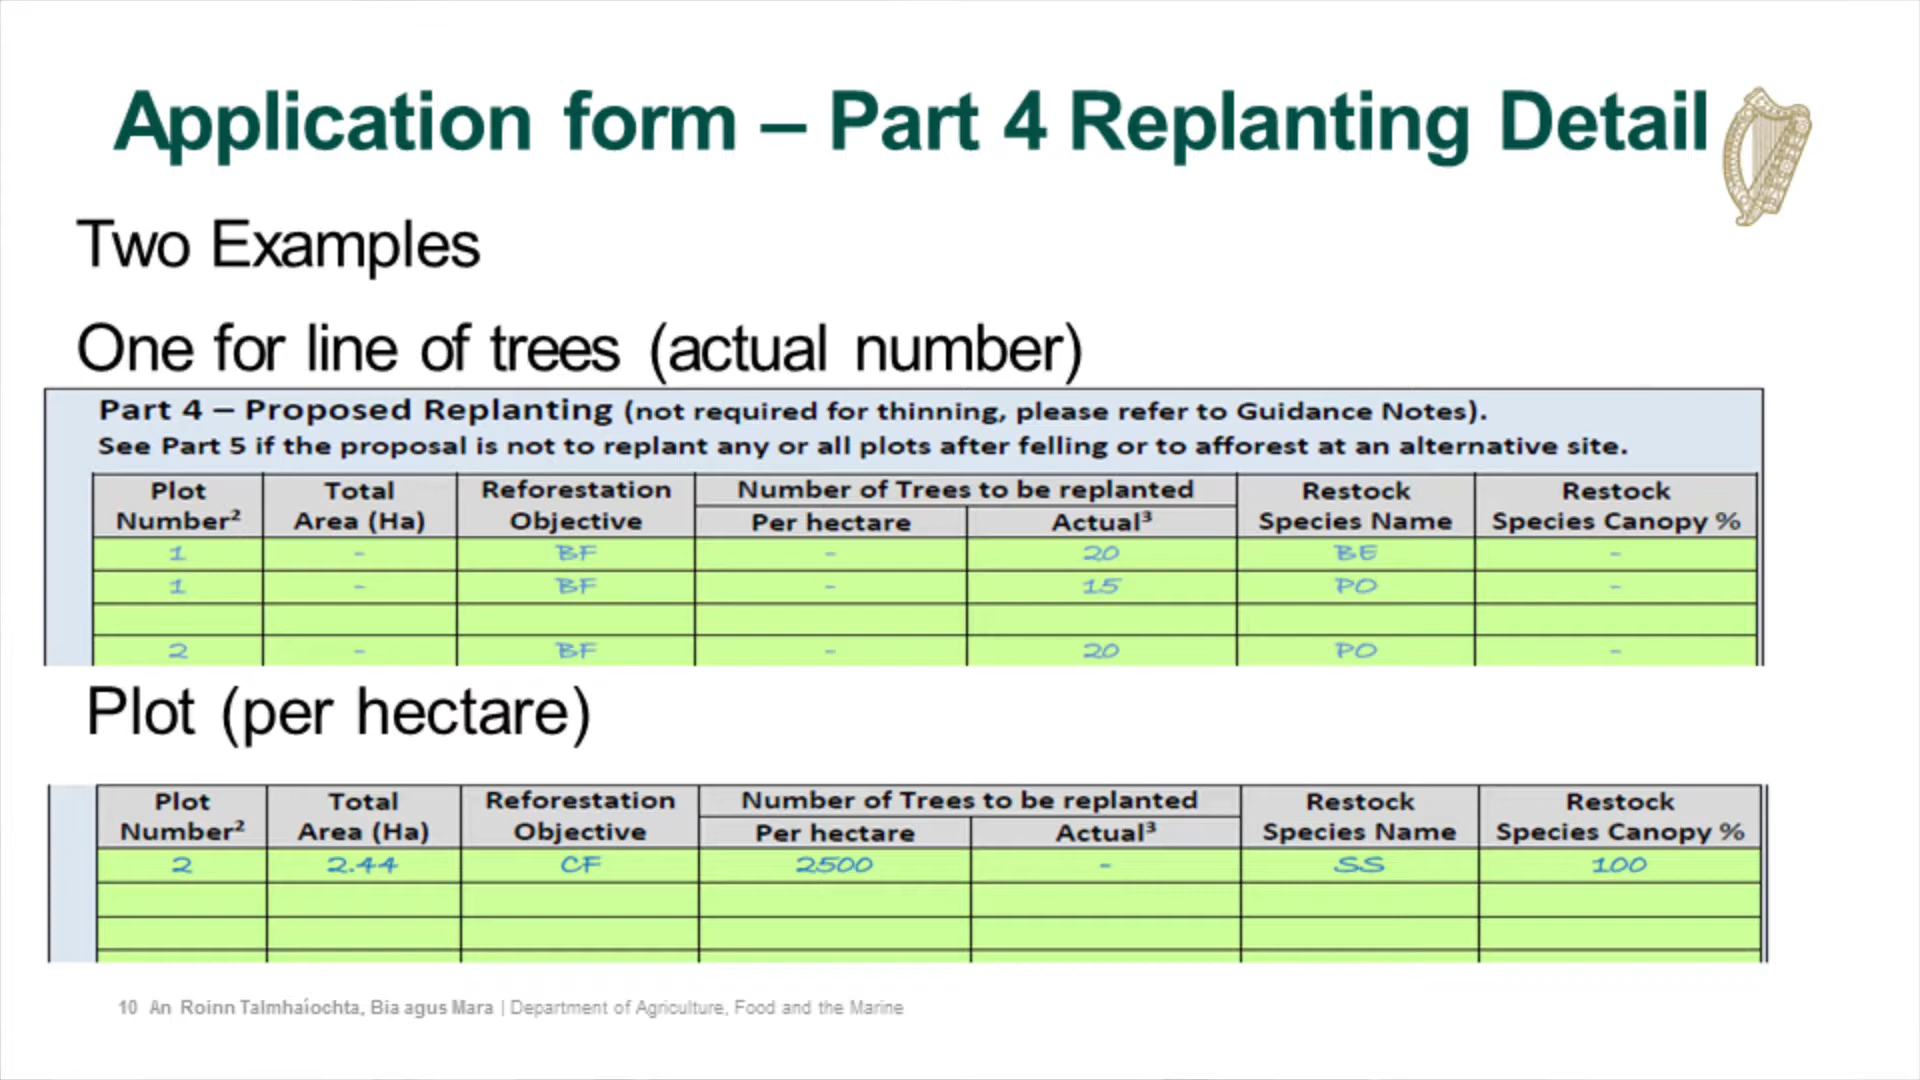 Application form – Part 4 Replanting Detail
Two Examples
One for line of trees (actual number)
Part 4 – Proposed Replanting (not required for thinning, please refer to Guidance Notes).
See Part 5 if the proposal is not to replant any or all plots after felling or to afforest at an alternative site.
Plot Number² Total Area (Ha) Reforestation Objective Number of Trees to be replanted Per hectare Actual³ Restock Species Name Restock Species Canopy %
1 - BF - 20 BE -
1 - BF - 15 PO -
2 - BF - 20 PO -
Plot (per hectare)
Plot Number² Total Area (Ha) Reforestation Objective Number of Trees to be replanted Per hectare Actual³ Restock Species Name Restock Species Canopy %
2 2.44 CF 2500 - SS 100
10 An Roinn Talmhaíochta, Bia agus Mara | Department of Agriculture, Food and the Marine